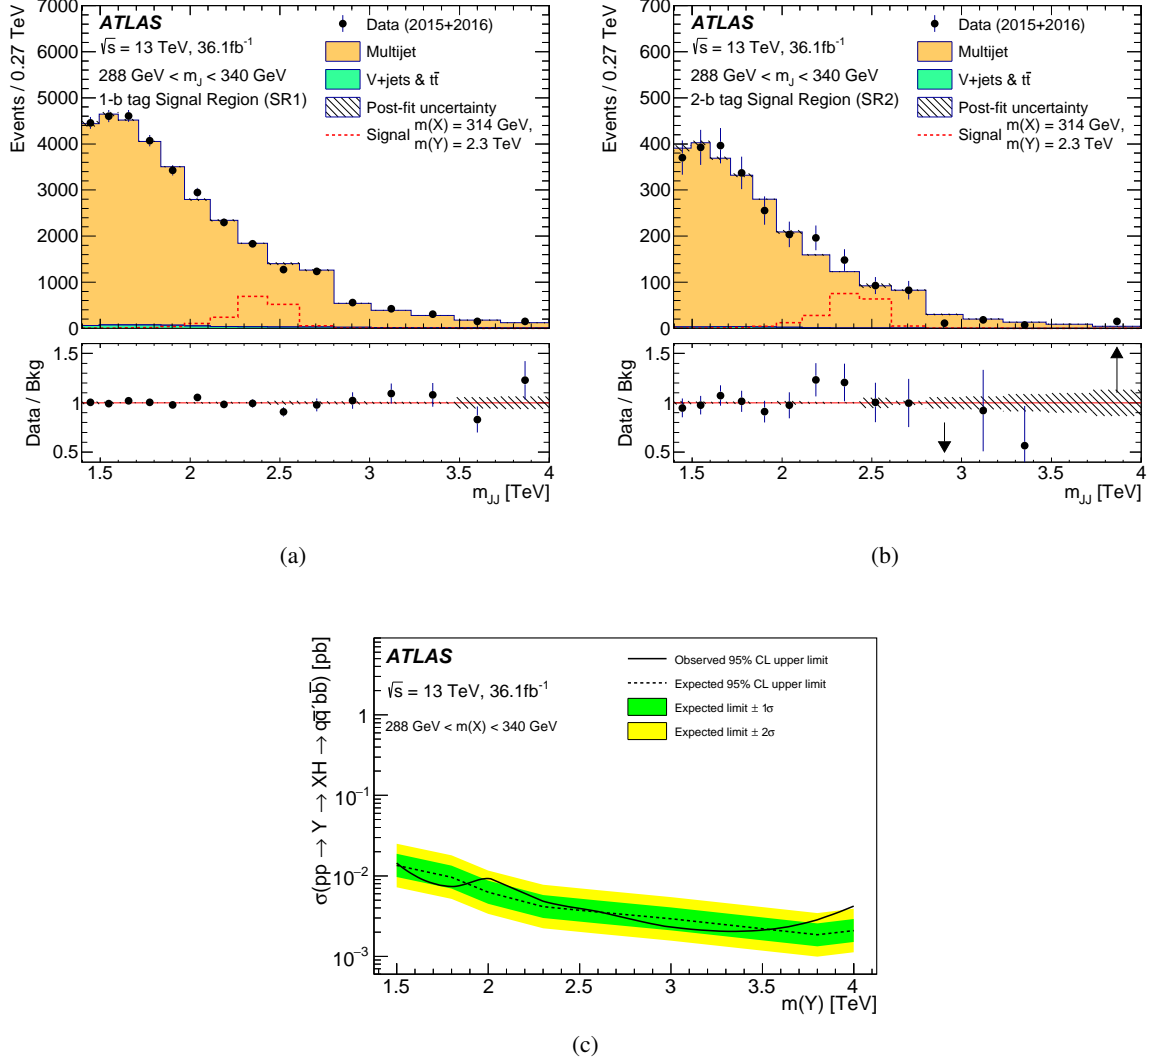 ATLAS
√s = 13 TeV, 36.1fb⁻¹
288 GeV < m_J < 340 GeV
1-b tag Signal Region (SR1)
Data (2015+2016)
Multijet
V+jets & tt̄
Post-fit uncertainty
Signal m(X) = 314 GeV,
m(Y) = 2.3 TeV
Events / 0.27 TeV
7000
6000
5000
4000
3000
2000
1000
0
Data / Bkg
1.5
1
0.5
1.5 2 2.5 3 3.5 4
m_JJ [TeV]
(a)
ATLAS
√s = 13 TeV, 36.1fb⁻¹
288 GeV < m_J < 340 GeV
2-b tag Signal Region (SR2)
Data (2015+2016)
Multijet
V+jets & tt̄
Post-fit uncertainty
Signal m(X) = 314 GeV,
m(Y) = 2.3 TeV
Events / 0.27 TeV
700
600
500
400
300
200
100
0
Data / Bkg
1.5
1
0.5
1.5 2 2.5 3 3.5 4
m_JJ [TeV]
(b)
ATLAS
√s = 13 TeV, 36.1fb⁻¹
288 GeV < m(X) < 340 GeV
Observed 95% CL upper limit
Expected 95% CL upper limit
Expected limit ± 1σ
Expected limit ± 2σ
σ(pp → Y → XH → qq̄′bb̄) [pb]
1
10⁻¹
10⁻²
10⁻³
1.5 2 2.5 3 3.5 4
m(Y) [TeV]
(c)